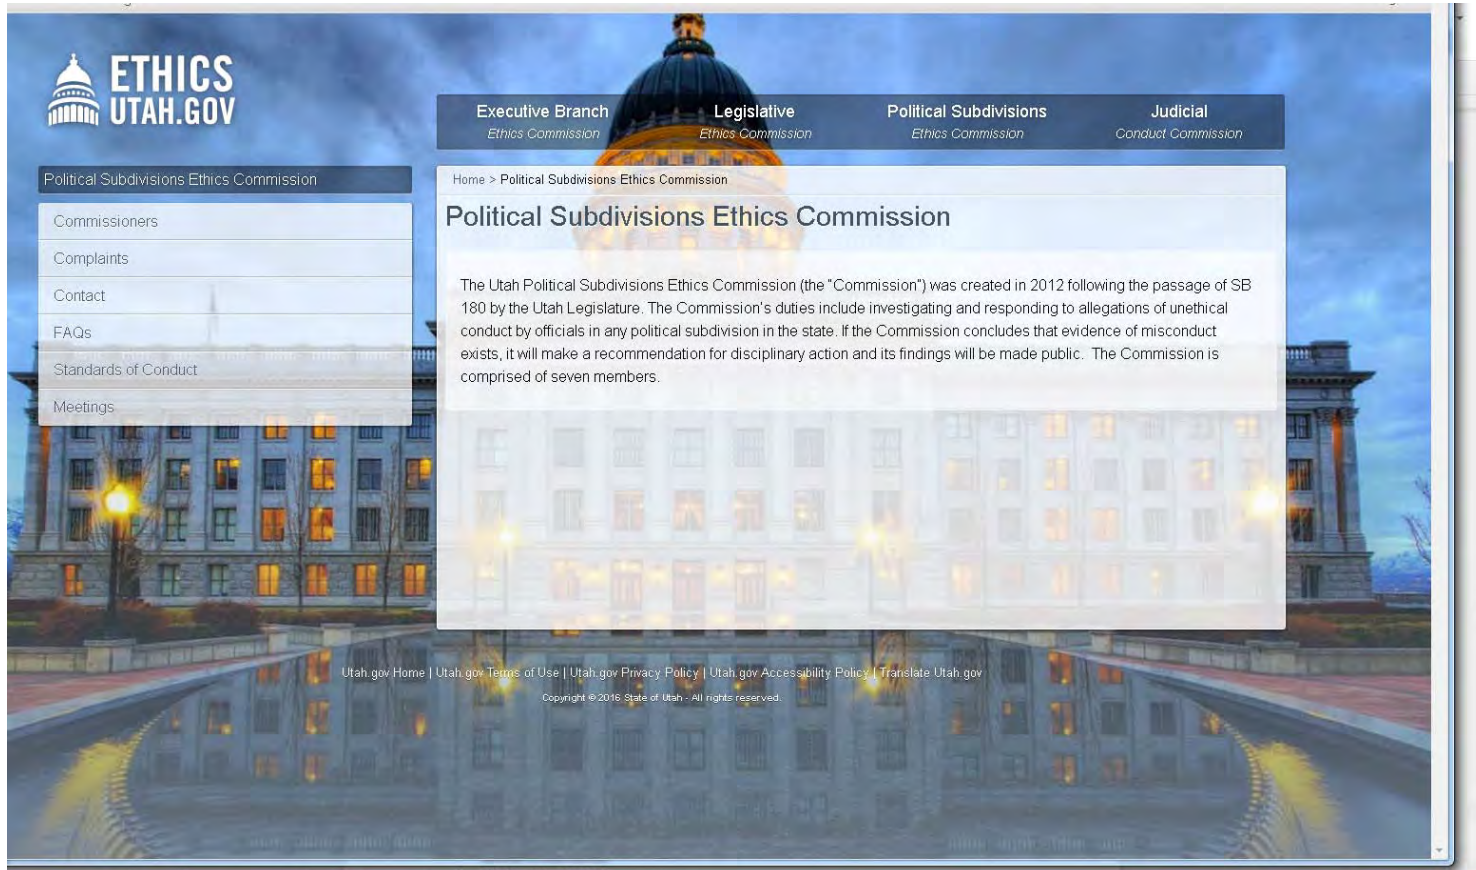 ETHICS
UTAH.GOV
Executive Branch
Ethics Commission
Legislative
Ethics Commission
Political Subdivisions
Ethics Commission
Judicial
Conduct Commission
Political Subdivisions Ethics Commission
Commissioners
Complaints
Contact
FAQs
Standards of Conduct
Meetings
Home > Political Subdivisions Ethics Commission
Political Subdivisions Ethics Commission
The Utah Political Subdivisions Ethics Commission (the "Commission") was created in 2012 following the passage of SB
180 by the Utah Legislature. The Commission's duties include investigating and responding to allegations of unethical
conduct by officials in any political subdivision in the state. If the Commission concludes that evidence of misconduct
exists, it will make a recommendation for disciplinary action and its findings will be made public.  The Commission is
comprised of seven members.
Utah.gov Home | Utah.gov Terms of Use | Utah.gov Privacy Policy | Utah.gov Accessibility Policy | Translate Utah.gov
Copyright © 2016 State of Utah - All rights reserved.